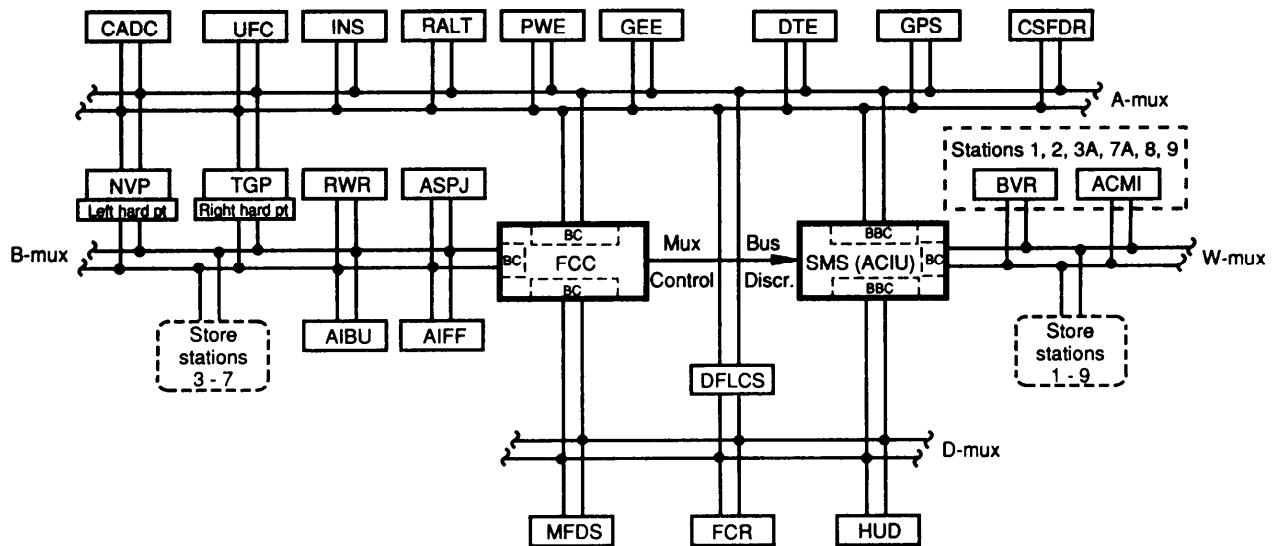 CADC UFC INS RALT PWE GEE DTE GPS CSFDR
A-mux
Stations 1, 2, 3A, 7A, 8, 9
NVP TGP RWR ASPJ BVR ACMI
Left hard pt Right hard pt
B-mux
BC
BC FCC
BC
Mux Bus
Control Discr.
BBC
SMS (ACIU) BC
BBC
W-mux
Store
stations
3 - 7
AIBU AIFF
Store
stations
1 - 9
DFLCS
D-mux
MFDS FCR HUD